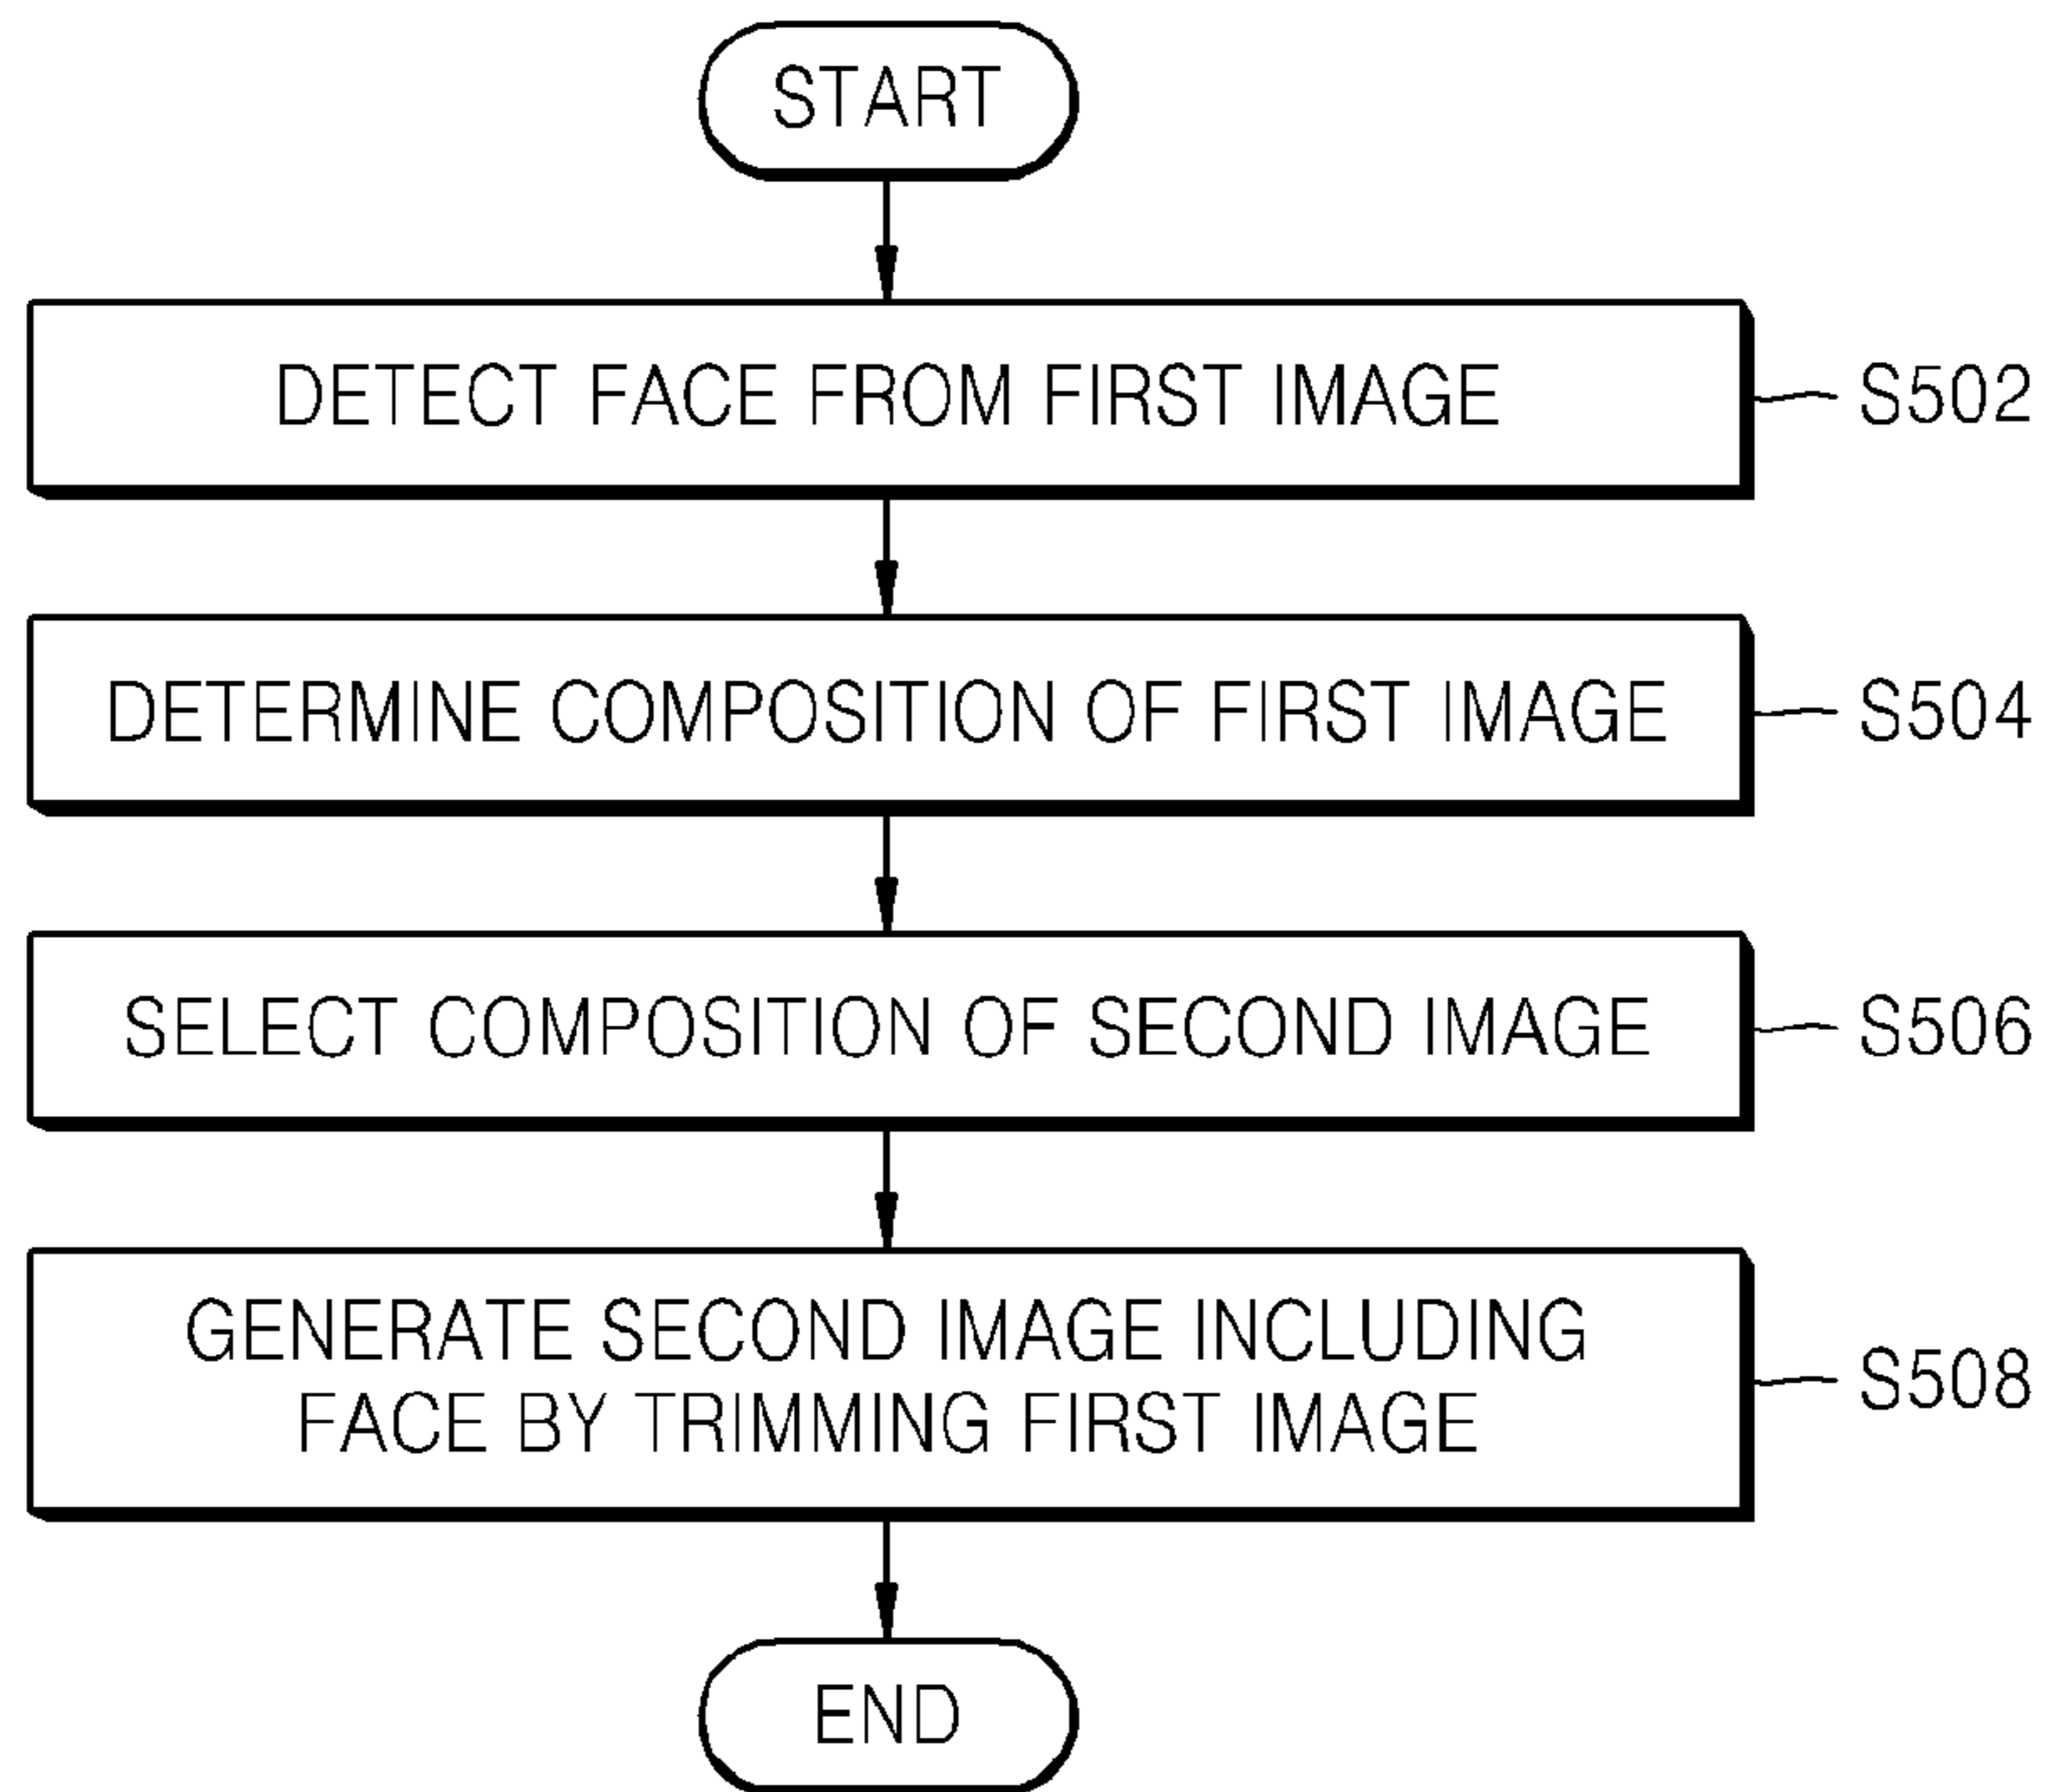 START
DETECT FACE FROM FIRST IMAGE
S502
DETERMINE COMPOSITION OF FIRST IMAGE
S504
SELECT COMPOSITION OF SECOND IMAGE
S506
GENERATE SECOND IMAGE INCLUDING
FACE BY TRIMMING FIRST IMAGE
S508
END